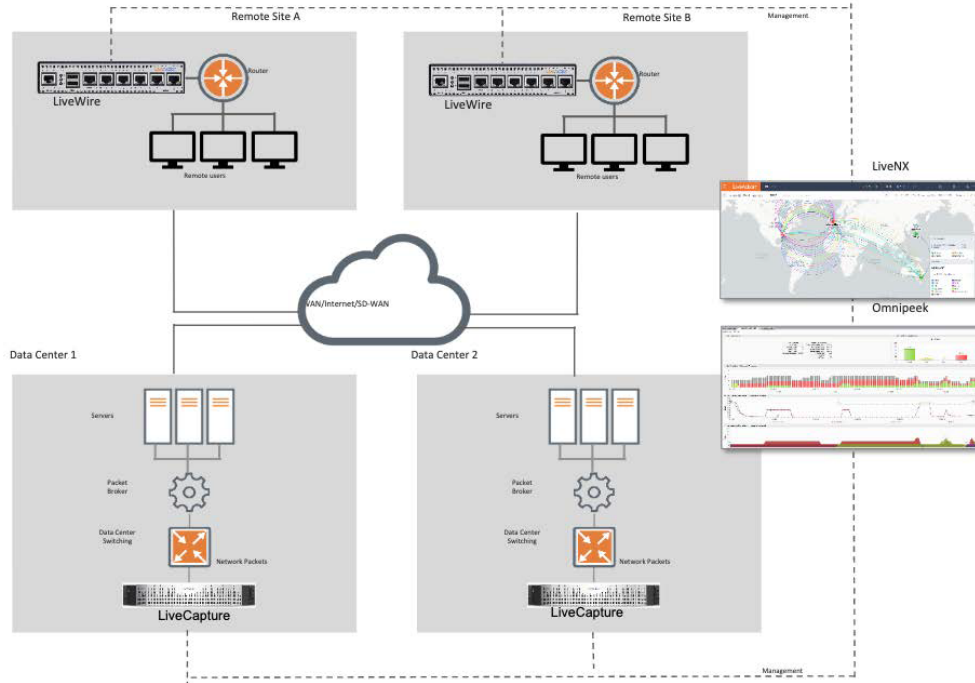 Remote Site A
Remote Site B
Management
Router
LiveWire
Remote users
Router
LiveWire
Remote users
LiveNX
WAN/Internet/SD-WAN
Omnipeek
Data Center 1
Data Center 2
Servers
Packet
Broker
Data Center
Switching
Network Packets
LiveCapture
Servers
Packet
Broker
Data Center
Switching
Network Packets
LiveCapture
Management